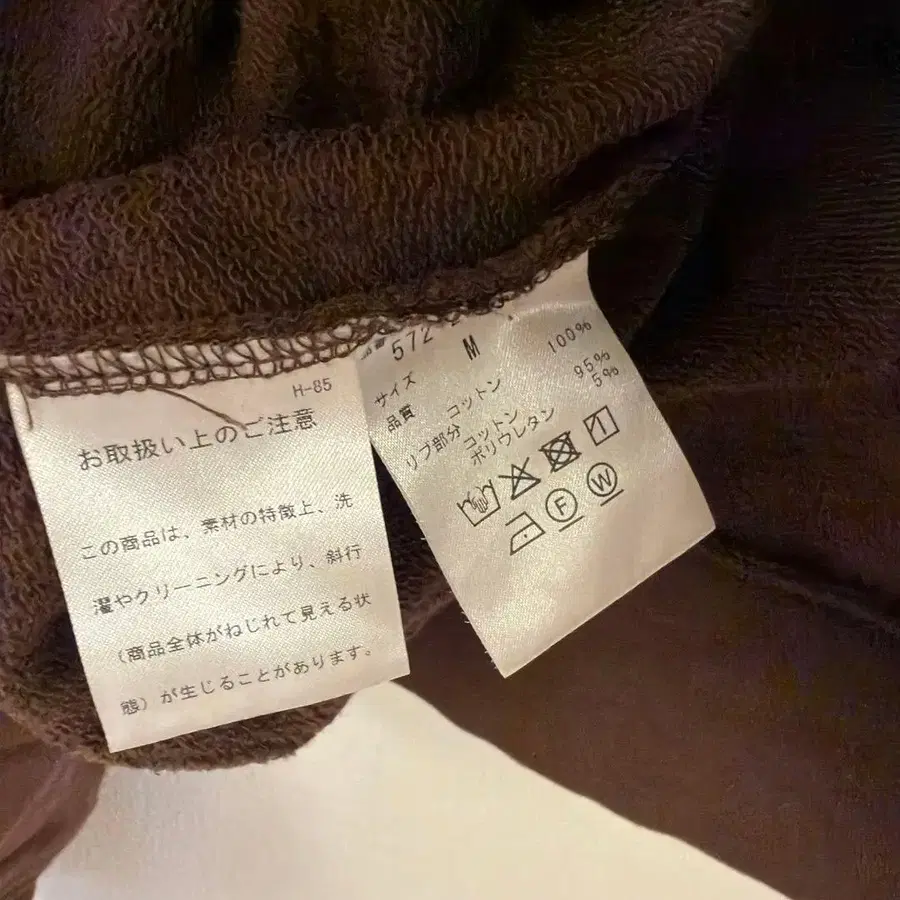 H-85
お取扱い上のご注意
この商品は、素材の特徴上、洗
濯やクリーニングにより、斜行
（商品全体がねじれて見える状
態）が生じることがあります。
572
サイズ M
品質 コットン 100%
リブ部分 コットン 95%
ポリウレタン 5%
F W